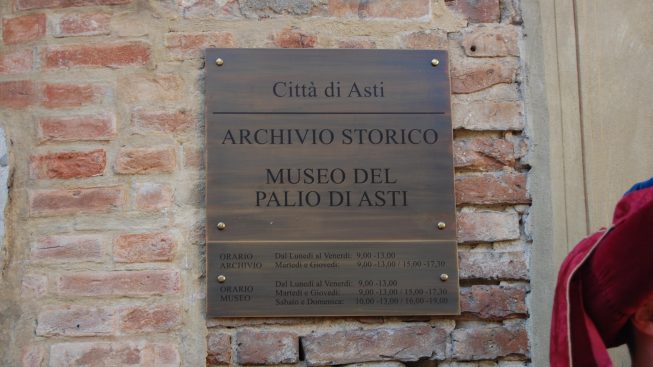 Città di Asti
ARCHIVIO STORICO
MUSEO DEL
PALIO DI ASTI
ORARIO ARCHIVIO Dal Lunedì al Venerdì: 9,00 -13,00
Martedì e Giovedì: 9,00 -13,00 / 15,00 -17,30
ORARIO MUSEO Dal Lunedì al Venerdì: 9,00 -13,00
Martedì e Giovedì: 9,00 -13,00 / 15,00 -17,30
Sabato e Domenica: 10,00 -13,00 / 16,00 -19,00